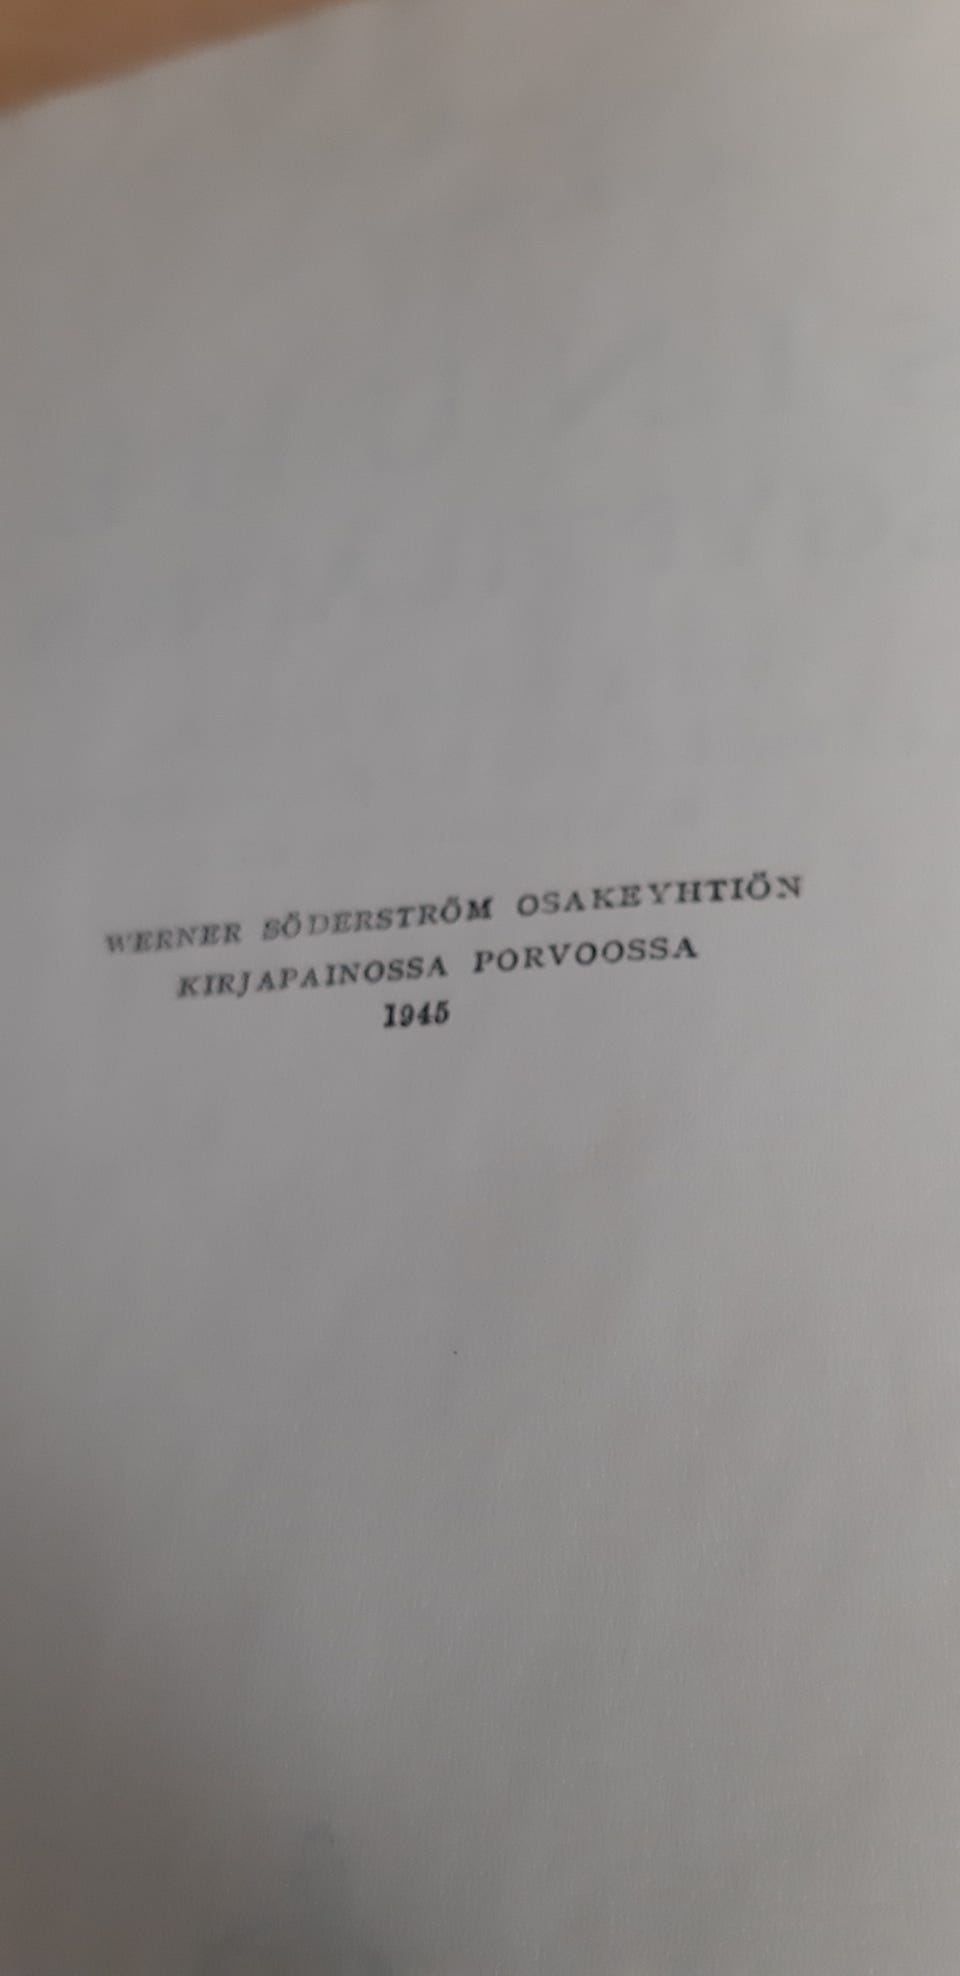 WERNER SÖDERSTRÖM OSAKEYHTIÖN
KIRJAPAINOSSA PORVOOSSA
1945